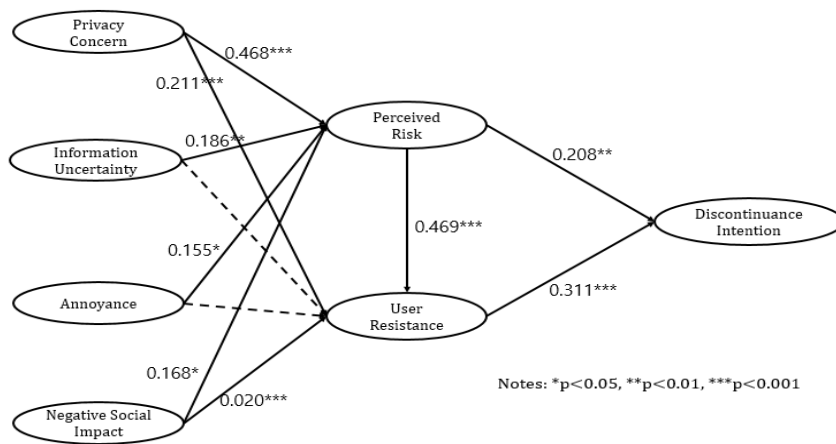 Privacy
Concern
0.468***
0.211***
Perceived
Risk
0.186**
Information
Uncertainty
0.208**
Discontinuance
Intention
0.469***
0.155*
Annoyance
User
Resistance
0.311***
0.168*
0.020***
Negative Social
Impact
Notes: *p<0.05, **p<0.01, ***p<0.001